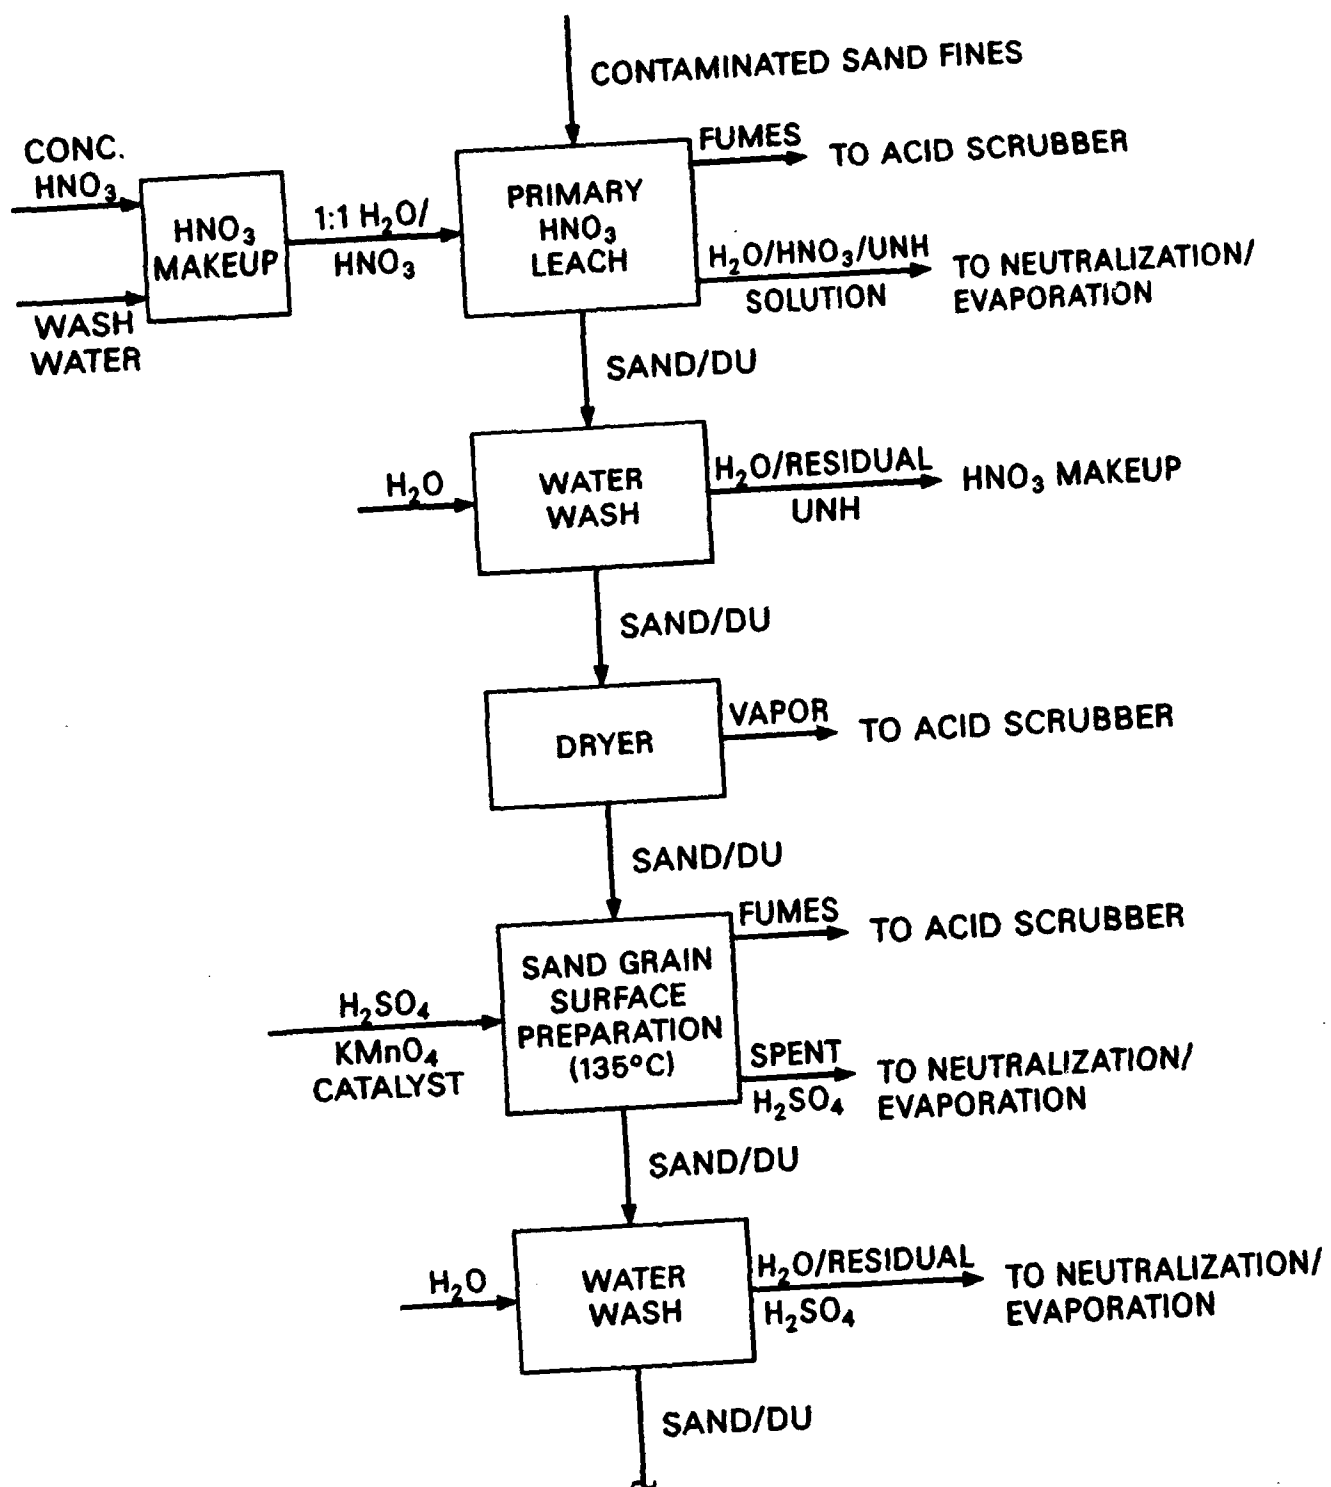 CONTAMINATED SAND FINES
CONC.
HNO₃
WASH
WATER
HNO₃
MAKEUP
1:1 H₂O/
HNO₃
PRIMARY
HNO₃
LEACH
FUMES
TO ACID SCRUBBER
H₂O/HNO₃/UNH
SOLUTION
TO NEUTRALIZATION/
EVAPORATION
SAND/DU
H₂O
WATER
WASH
H₂O/RESIDUAL
UNH
HNO₃ MAKEUP
SAND/DU
DRYER
VAPOR
TO ACID SCRUBBER
SAND/DU
H₂SO₄
KMnO₄
CATALYST
SAND GRAIN
SURFACE
PREPARATION
(135°C)
FUMES
TO ACID SCRUBBER
SPENT
H₂SO₄
TO NEUTRALIZATION/
EVAPORATION
SAND/DU
H₂O
WATER
WASH
H₂O/RESIDUAL
H₂SO₄
TO NEUTRALIZATION/
EVAPORATION
SAND/DU